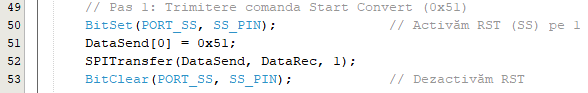 49 // Pas 1: Trimitere comanda Start Convert (0x51)
50 BitSet(PORT_SS, SS_PIN); // Activăm RST (SS) pe 1
51 DataSend[0] = 0x51;
52 SPITransfer(DataSend, DataRec, 1);
53 BitClear(PORT_SS, SS_PIN); // Dezactivăm RST